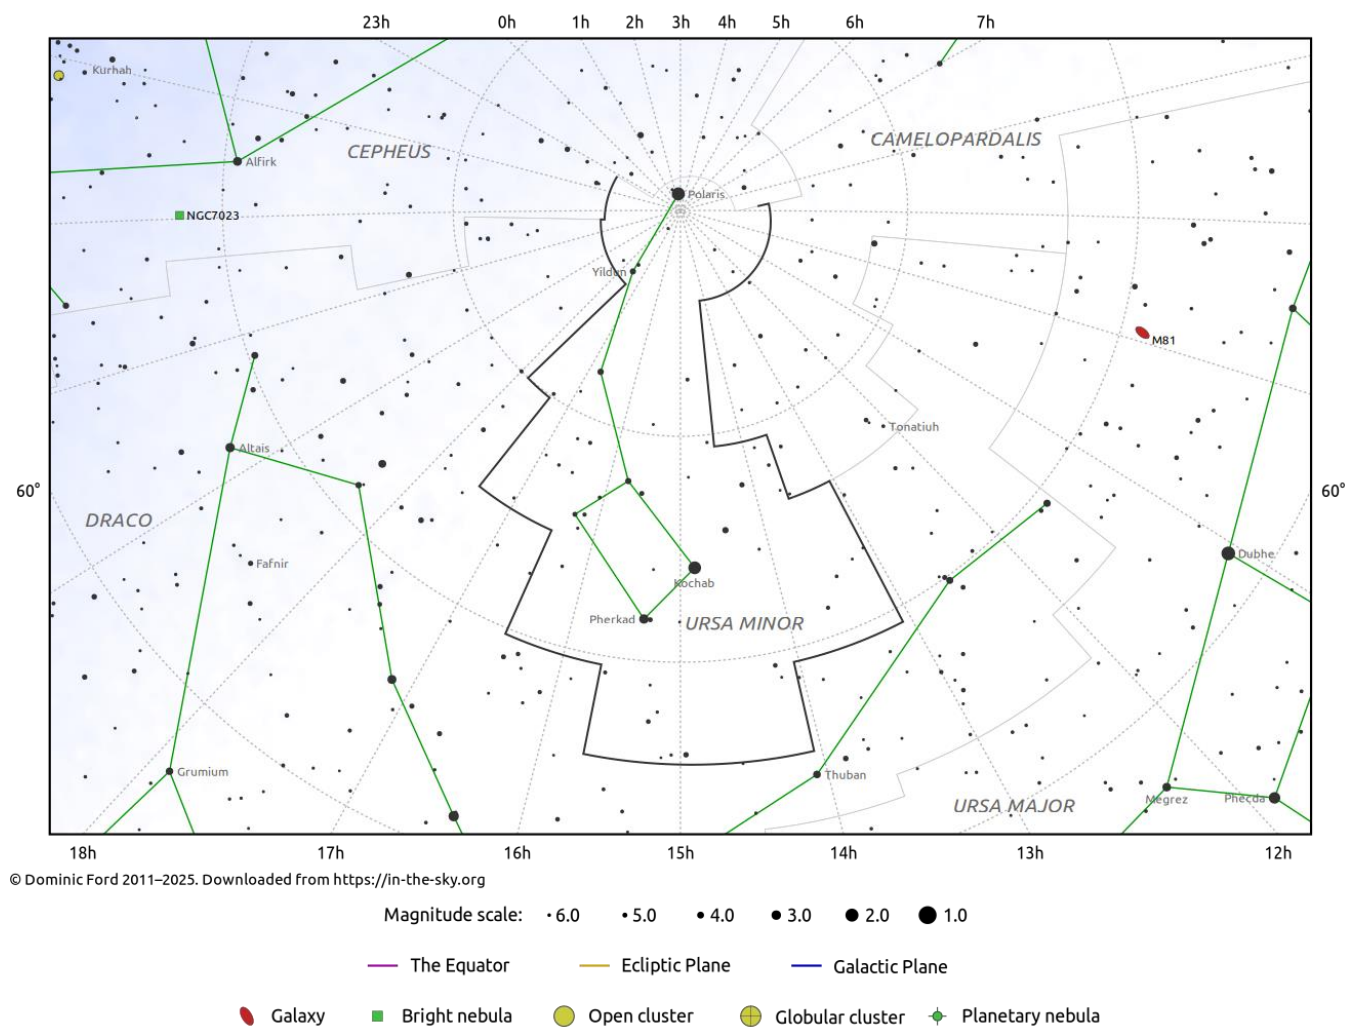 23h 0h 1h 2h 3h 4h 5h 6h 7h
Kurhah
CAMELOPARDALIS
CEPHEUS
Alfirk
Polaris
NGC7023
Yildun
M81
Tonatiuh
Altais
60° 60°
DRACO
Dubhe
Fafnir
Kochab
Pherkad URSA MINOR
Grumium Thuban
Megrez Phecda
URSA MAJOR
18h 17h 16h 15h 14h 13h 12h
© Dominic Ford 2011–2025. Downloaded from https://in-the-sky.org
Magnitude scale: 6.0 5.0 4.0 3.0 2.0 1.0
The Equator Ecliptic Plane Galactic Plane
Galaxy Bright nebula Open cluster Globular cluster Planetary nebula